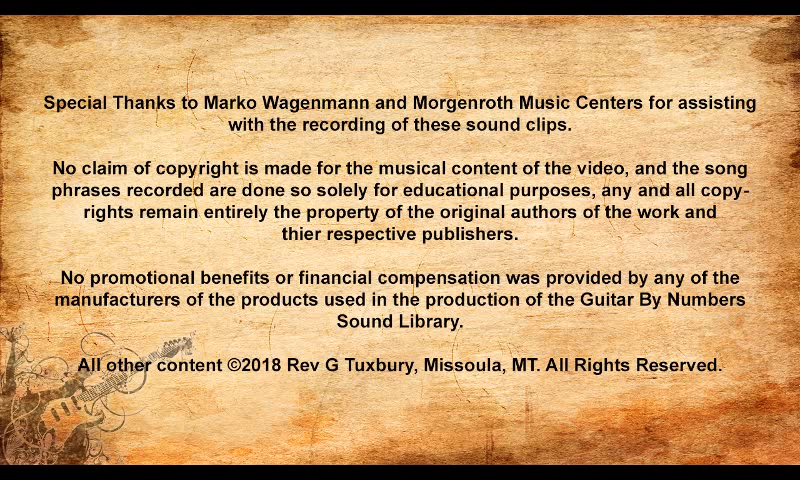 Special Thanks to Marko Wagenmann and Morgenroth Music Centers for assisting
with the recording of these sound clips.
No claim of copyright is made for the musical content of the video, and the song
phrases recorded are done so solely for educational purposes, any and all copy-
rights remain entirely the property of the original authors of the work and
thier respective publishers.
No promotional benefits or financial compensation was provided by any of the
manufacturers of the products used in the production of the Guitar By Numbers
Sound Library.
All other content ©2018 Rev G Tuxbury, Missoula, MT. All Rights Reserved.